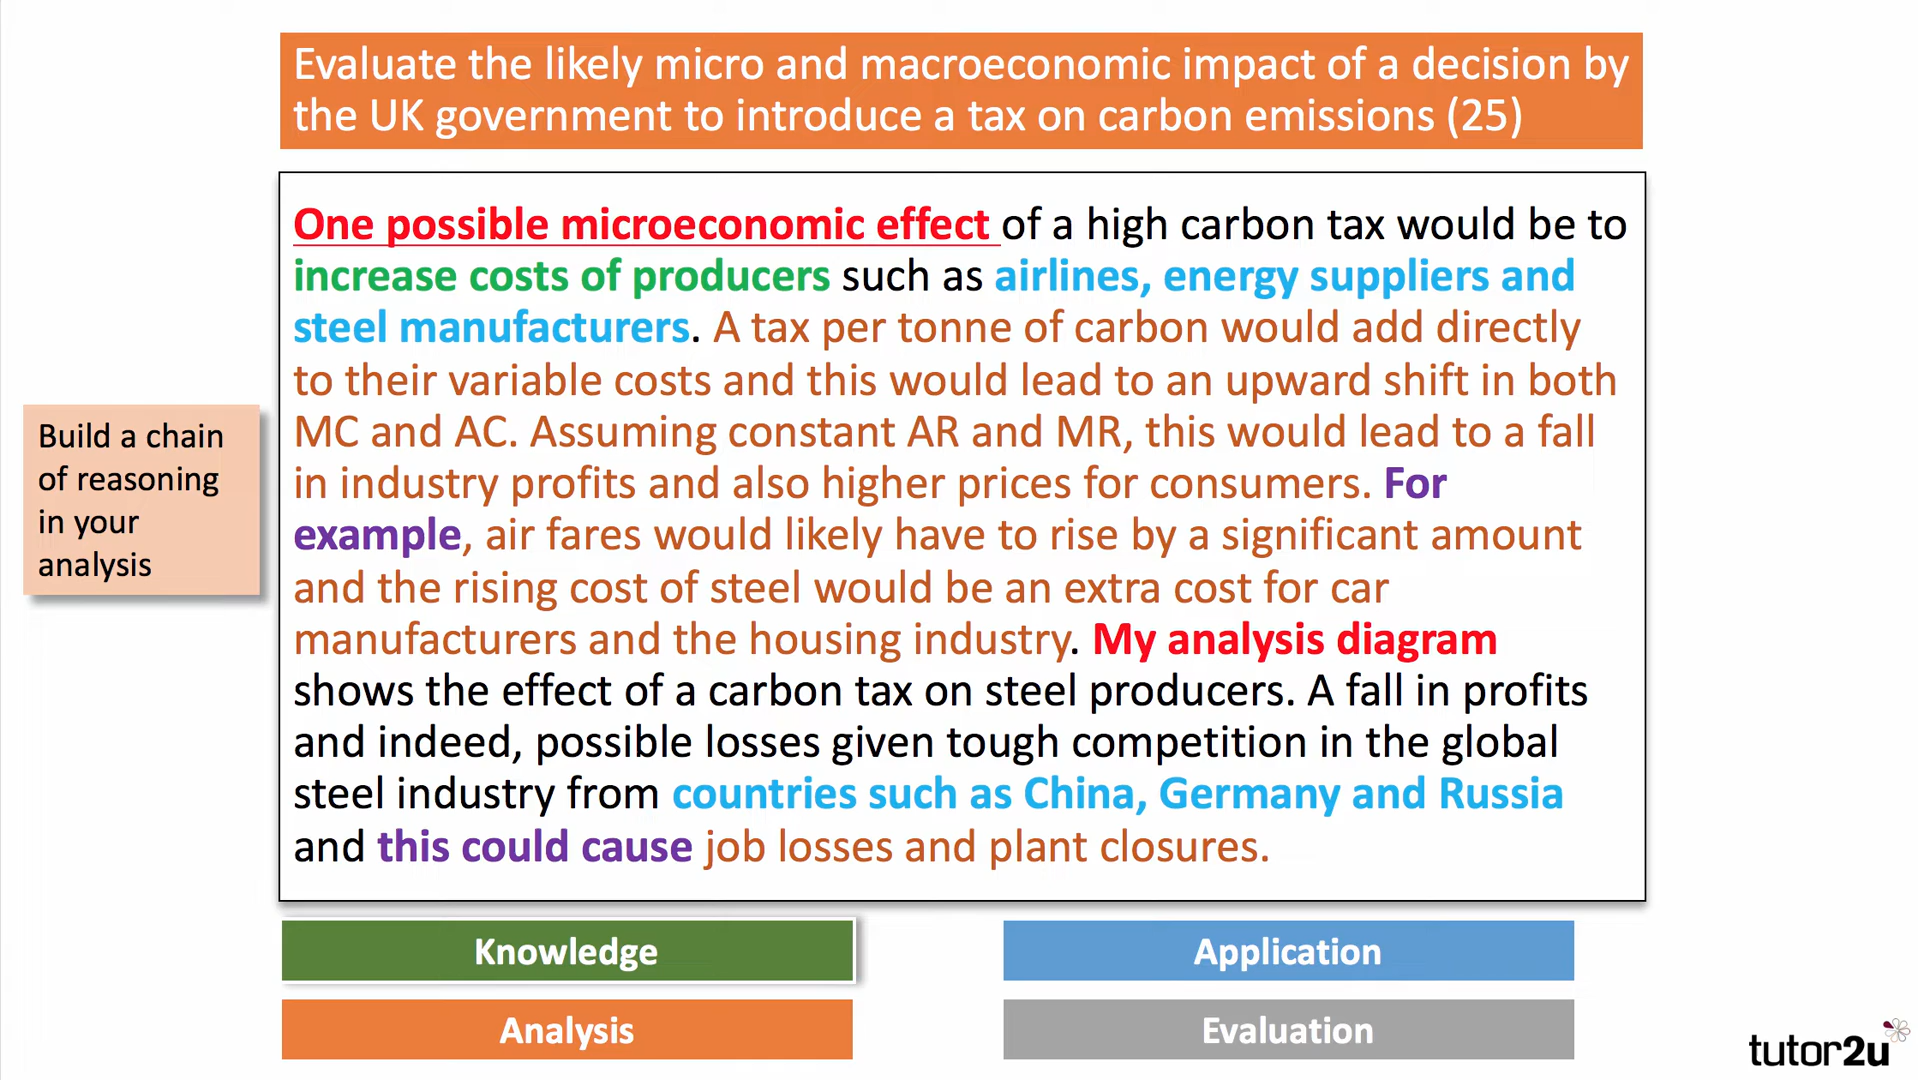 Evaluate the likely micro and macroeconomic impact of a decision by
the UK government to introduce a tax on carbon emissions (25)
One possible microeconomic effect of a high carbon tax would be to
increase costs of producers such as airlines, energy suppliers and
steel manufacturers. A tax per tonne of carbon would add directly
to their variable costs and this would lead to an upward shift in both
MC and AC. Assuming constant AR and MR, this would lead to a fall
in industry profits and also higher prices for consumers. For
example, air fares would likely have to rise by a significant amount
and the rising cost of steel would be an extra cost for car
manufacturers and the housing industry. My analysis diagram
shows the effect of a carbon tax on steel producers. A fall in profits
and indeed, possible losses given tough competition in the global
steel industry from countries such as China, Germany and Russia
and this could cause job losses and plant closures.
Build a chain
of reasoning
in your
analysis
Knowledge
Application
Analysis
Evaluation
tutor2u